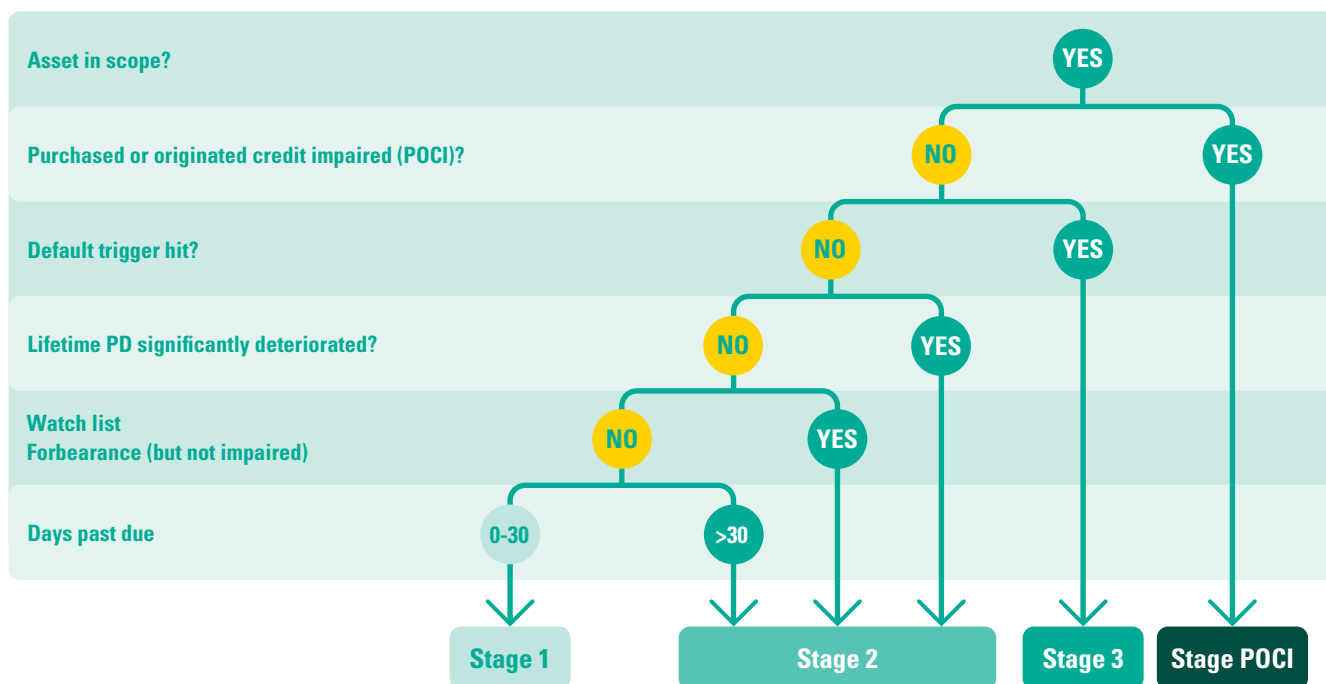 Asset in scope?
YES
Purchased or originated credit impaired (POCI)?
NO
YES
Default trigger hit?
NO
YES
Lifetime PD significantly deteriorated?
NO
YES
Watch list
Forbearance (but not impaired)
NO
YES
Days past due
0-30
>30
Stage 1
Stage 2
Stage 3
Stage POCI